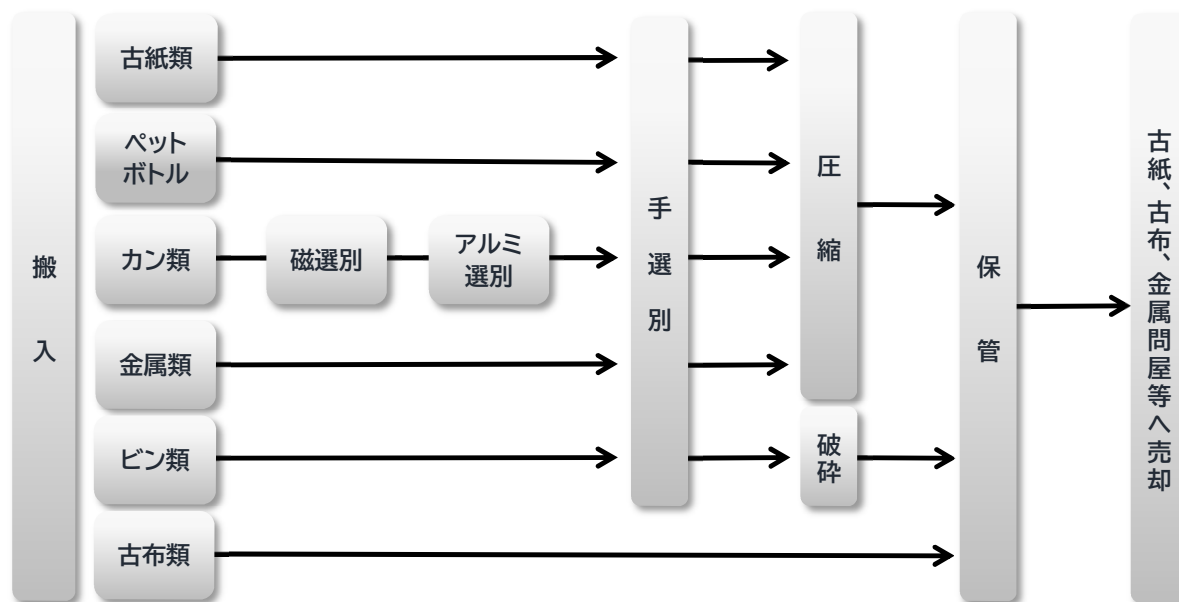 搬入
古紙類
ペット
ボトル
カン類
磁選別
アルミ
選別
金属類
ビン類
古布類
手選別
圧縮
破
砕
保管
古紙、古布、金属問屋等へ売却